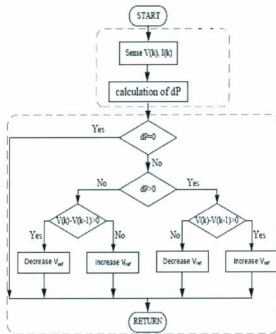 START
Sense V(k), I(k)
calculation of dP
Yes
dP=0
No
No
dP>0
Yes
V(k)-V(k-1)>0
V(k)-V(k-1)>0
Yes
No
No
Yes
Decrease Vref
Increase Vref
Decrease Vref
Increase Vref
RETURN